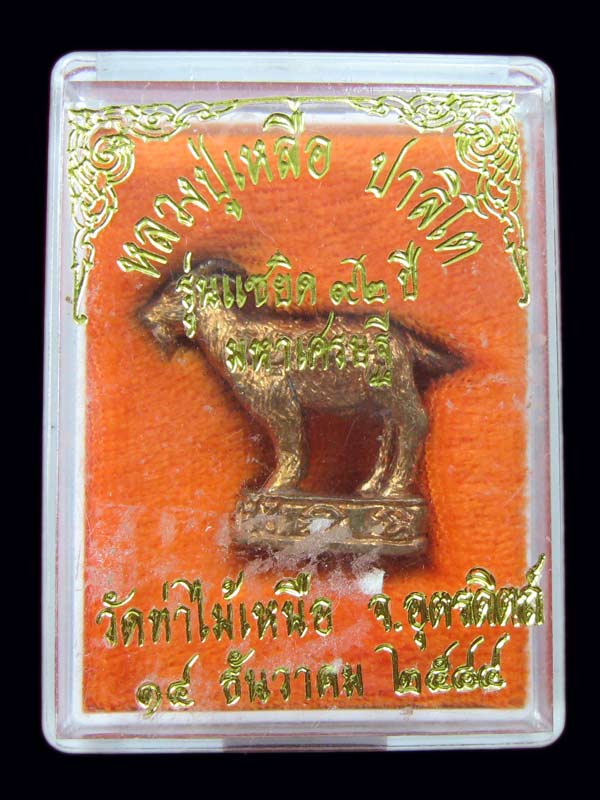 หลวงปู่เหลือ ปาลิโต
รุ่นแซยิด ๙๒ ปี
มหาเศรษฐี
วัดท่าไม้เหนือ จ.อุตรดิตถ์
๑๔ ธันวาคม ๒๕๔๔